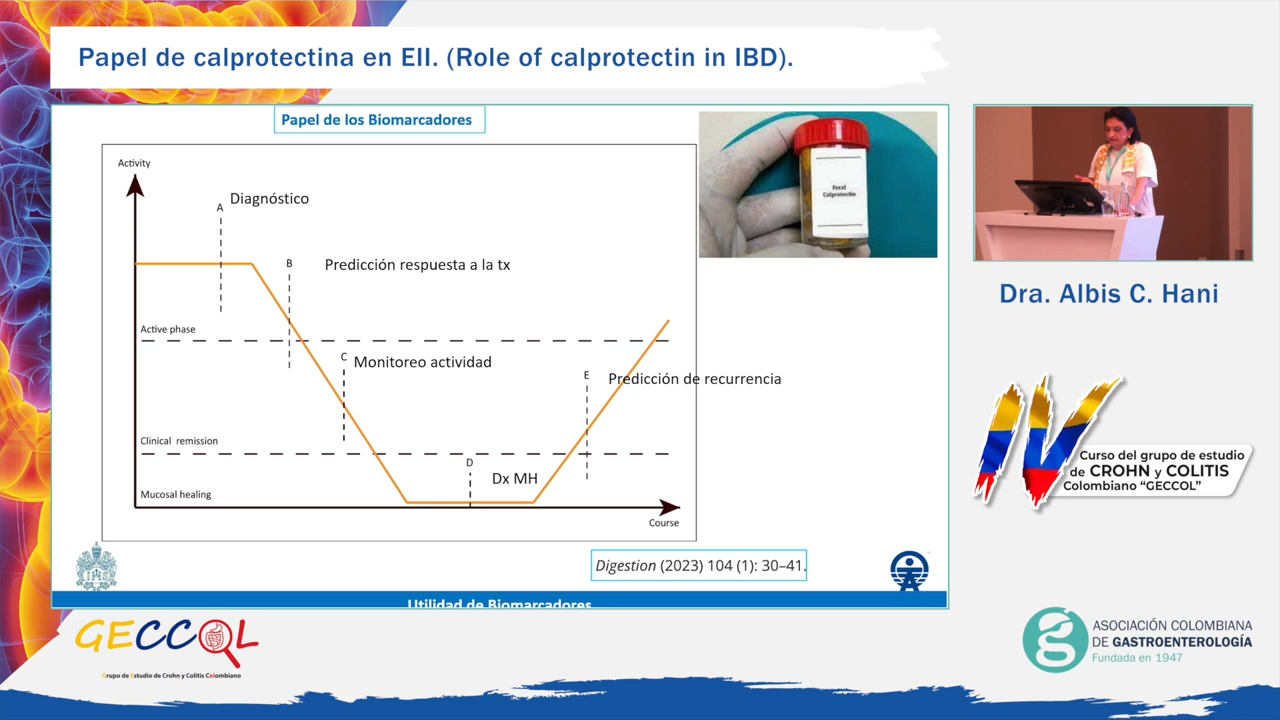 Papel de calprotectina en EII. (Role of calprotectin in IBD).
Papel de los Biomarcadores
Activity
A
Diagnóstico
B
Predicción respuesta a la tx
Active phase
C
Monitoreo actividad
E
Predicción de recurrencia
Clinical remission
D
Dx MH
Mucosal healing
Course
Fecal
Calprotectin
Digestion (2023) 104 (1): 30–41.
Utilidad de Biomarcadores
Dra. Albis C. Hani
IV
Curso del grupo de estudio
de CROHN y COLITIS
Colombiano “GECCOL”
GECCOL
Grupo de Estudio de Crohn y Colitis Colombiano
ASOCIACIÓN COLOMBIANA
DE GASTROENTEROLOGÍA
Fundada en 1947